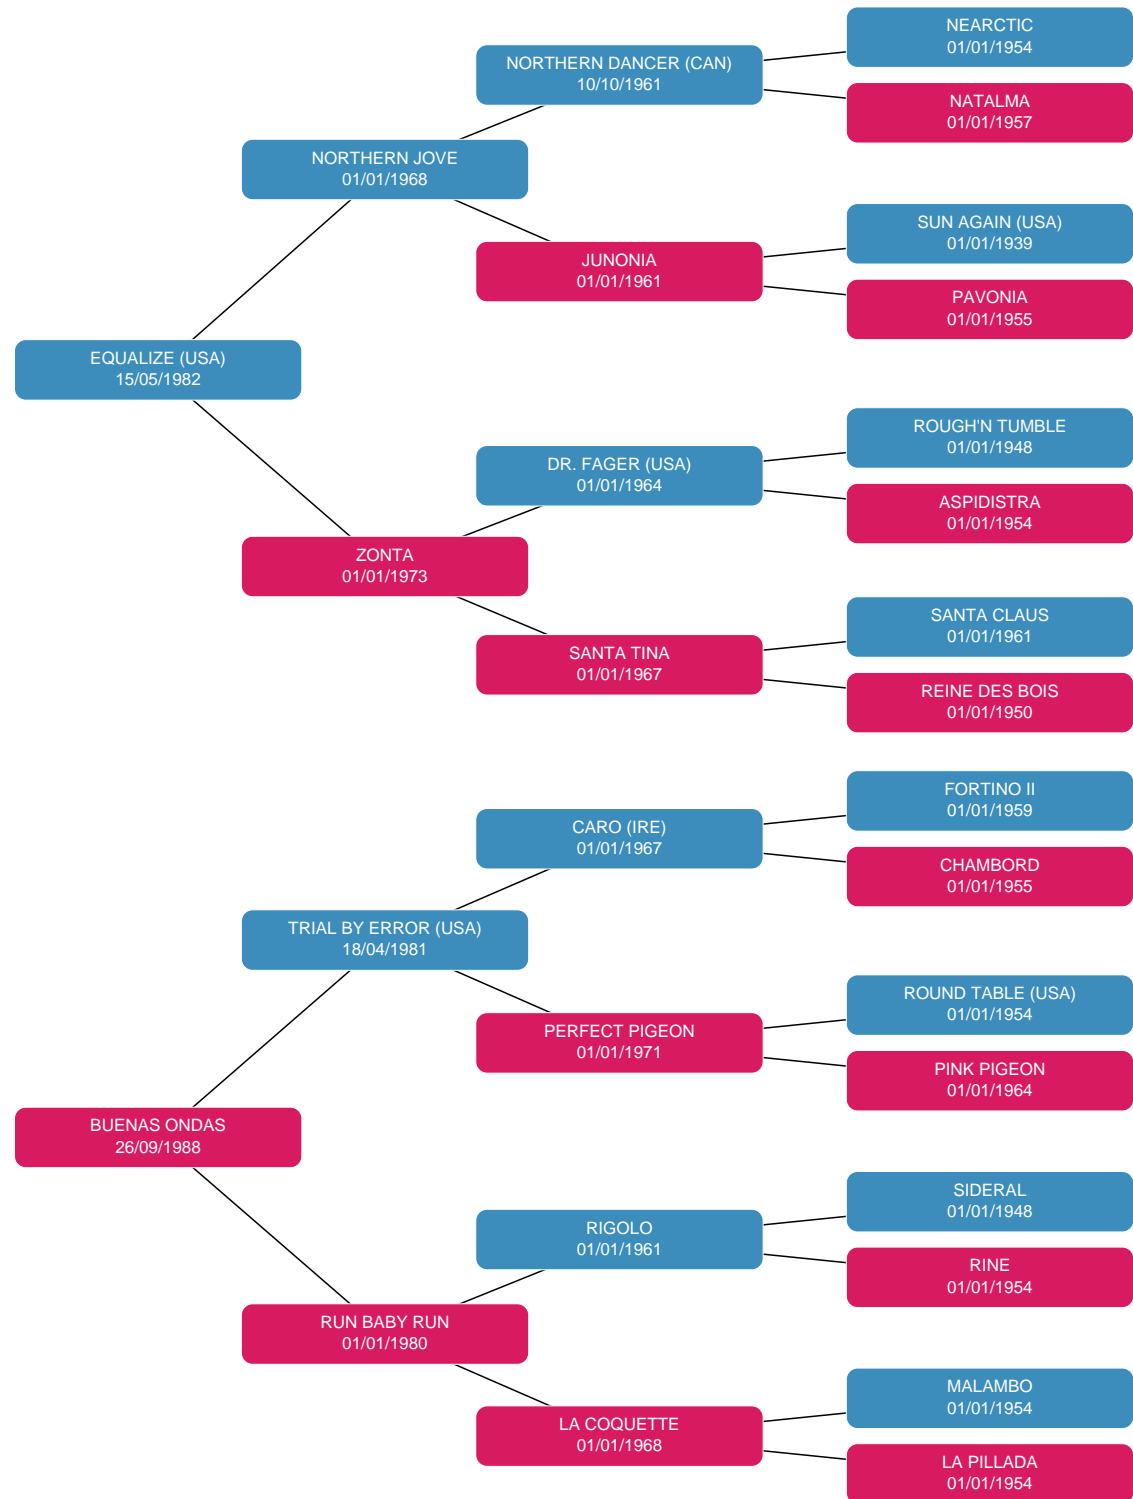 NEARCTIC
01/01/1954
NORTHERN DANCER (CAN)
10/10/1961
NATALMA
01/01/1957
NORTHERN JOVE
01/01/1968
SUN AGAIN (USA)
01/01/1939
JUNONIA
01/01/1961
PAVONIA
01/01/1955
EQUALIZE (USA)
15/05/1982
ROUGH'N TUMBLE
01/01/1948
DR. FAGER (USA)
01/01/1964
ASPIDISTRA
01/01/1954
ZONTA
01/01/1973
SANTA CLAUS
01/01/1961
SANTA TINA
01/01/1967
REINE DES BOIS
01/01/1950
FORTINO II
01/01/1959
CARO (IRE)
01/01/1967
CHAMBORD
01/01/1955
TRIAL BY ERROR (USA)
18/04/1981
ROUND TABLE (USA)
01/01/1954
PERFECT PIGEON
01/01/1971
PINK PIGEON
01/01/1964
BUENAS ONDAS
26/09/1988
SIDERAL
01/01/1948
RIGOLO
01/01/1961
RINE
01/01/1954
RUN BABY RUN
01/01/1980
MALAMBO
01/01/1954
LA COQUETTE
01/01/1968
LA PILLADA
01/01/1954